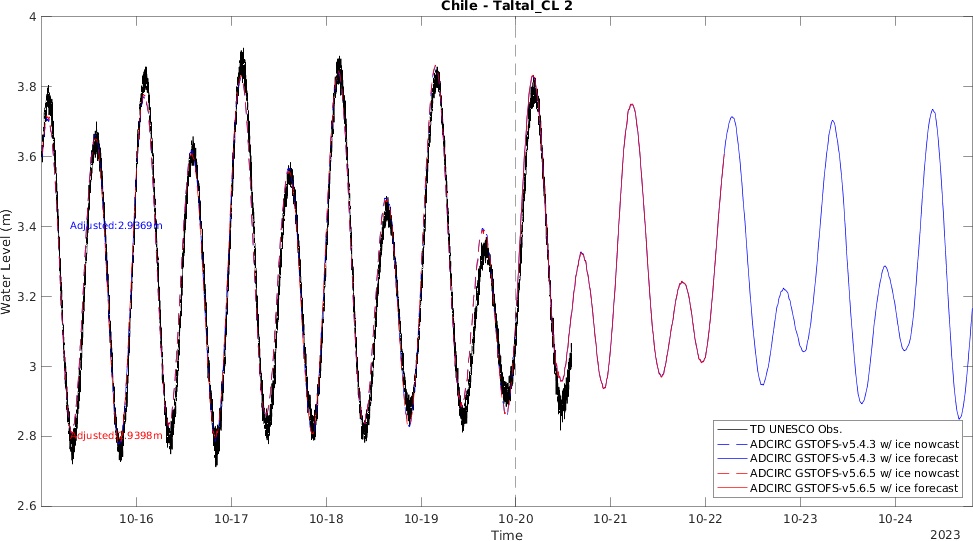 Chile - Taltal_CL 2
4
3.8
3.6
3.4
3.2
3
2.8
2.6
Water Level (m)
Adjusted:2.9369m
Adjusted:2.9398m
TD UNESCO Obs.
ADCIRC GSTOFS-v5.4.3 w/ ice nowcast
ADCIRC GSTOFS-v5.4.3 w/ ice forecast
ADCIRC GSTOFS-v5.6.5 w/ ice nowcast
ADCIRC GSTOFS-v5.6.5 w/ ice forecast
10-16 10-17 10-18 10-19 10-20 10-21 10-22 10-23 10-24
Time
2023